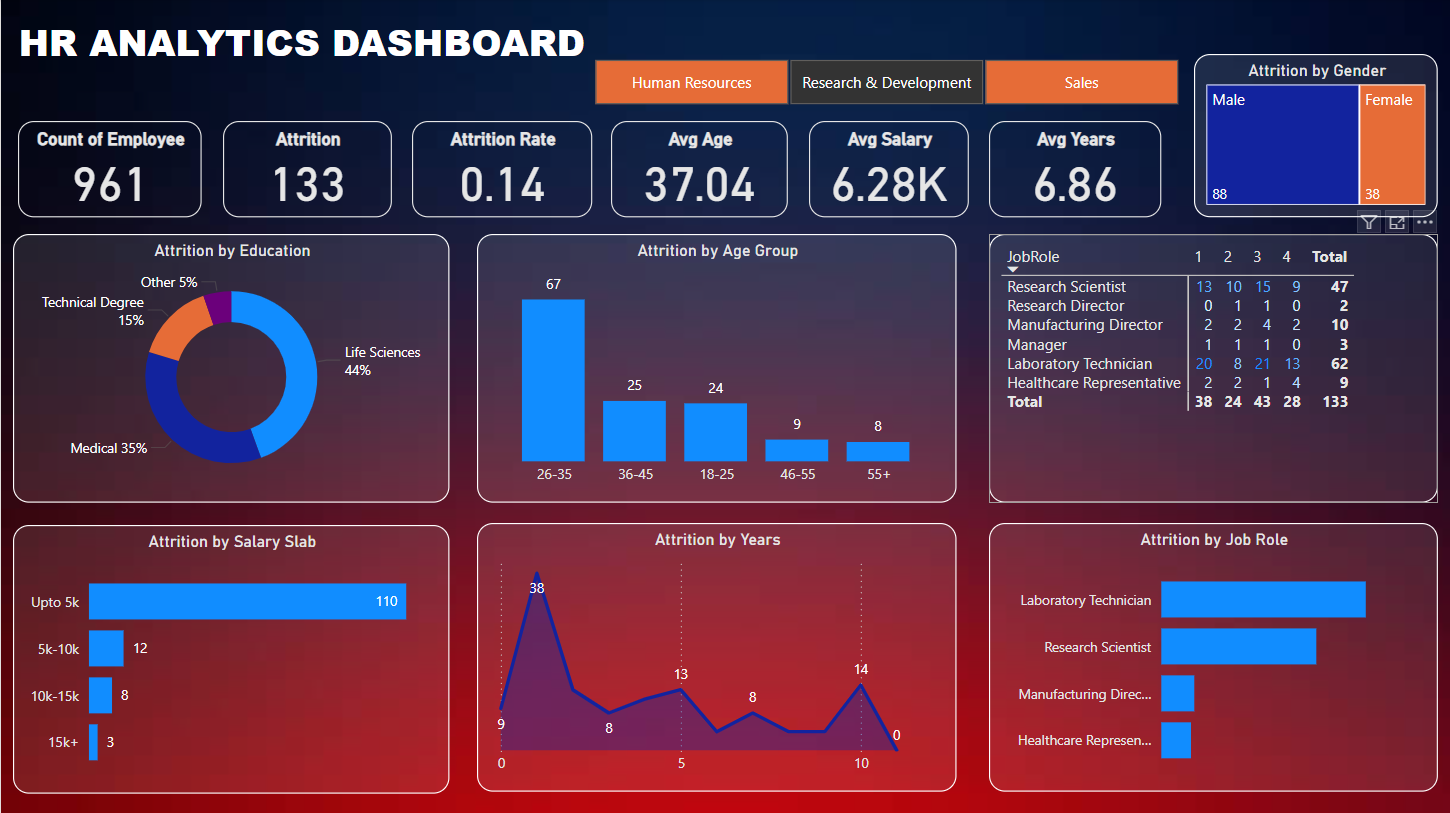 HR ANALYTICS DASHBOARD
Human Resources
Research & Development
Sales
Attrition by Gender
Male
Female
88
38
Count of Employee
961
Attrition
133
Attrition Rate
0.14
Avg Age
37.04
Avg Salary
6.28K
Avg Years
6.86
Attrition by Education
Other 5%
Technical Degree
15%
Life Sciences
44%
Medical 35%
Attrition by Age Group
67
25
24
9
8
26-35
36-45
18-25
46-55
55+
JobRole 1 2 3 4 Total
Research Scientist 13 10 15 9 47
Research Director 0 1 1 0 2
Manufacturing Director 2 2 4 2 10
Manager 1 1 1 0 3
Laboratory Technician 20 8 21 13 62
Healthcare Representative 2 2 1 4 9
Total 38 24 43 28 133
Attrition by Salary Slab
Upto 5k 110
5k-10k 12
10k-15k 8
15k+ 3
Attrition by Years
38
9
8
13
8
14
0
0
5
10
Attrition by Job Role
Laboratory Technician
Research Scientist
Manufacturing Direc...
Healthcare Represen...